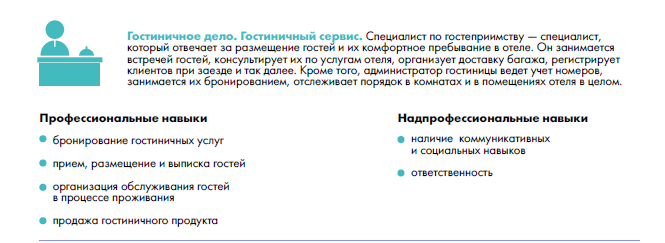 Гостиничное дело. Гостиничный сервис. Специалист по гостеприимству — специалист,
который отвечает за размещение гостей и их комфортное пребывание в отеле. Он занимается
встречей гостей, консультирует их по услугам отеля, организует доставку багажа, регистрирует
клиентов при заезде и так далее. Кроме того, администратор гостиницы ведет учет номеров,
занимается их бронированием, отслеживает порядок в комнатах и в помещениях отеля в целом.
Профессиональные навыки
бронирование гостиничных услуг
прием, размещение и выписка гостей
организация обслуживания гостей
в процессе проживания
продажа гостиничного продукта
Надпрофессиональные навыки
наличие коммуникативных
и социальных навыков
ответственность